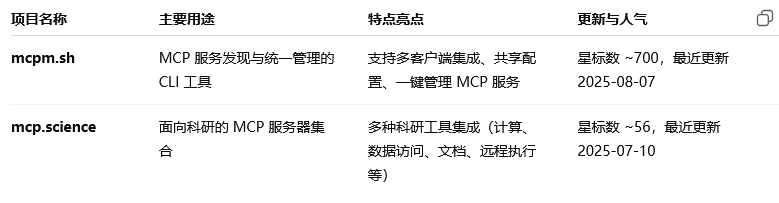 项目名称 主要用途 特点亮点 更新与人气
mcpm.sh MCP 服务发现与统一管理的 支持多客户端集成、共享配 星标数 ~700，最近更新
CLI 工具 置、一键管理 MCP 服务 2025-08-07
mcp.science 面向科研的 MCP 服务器集 多种科研工具集成（计算、 星标数 ~56，最近更新
合 数据访问、文档、远程执行 2025-07-10
等）